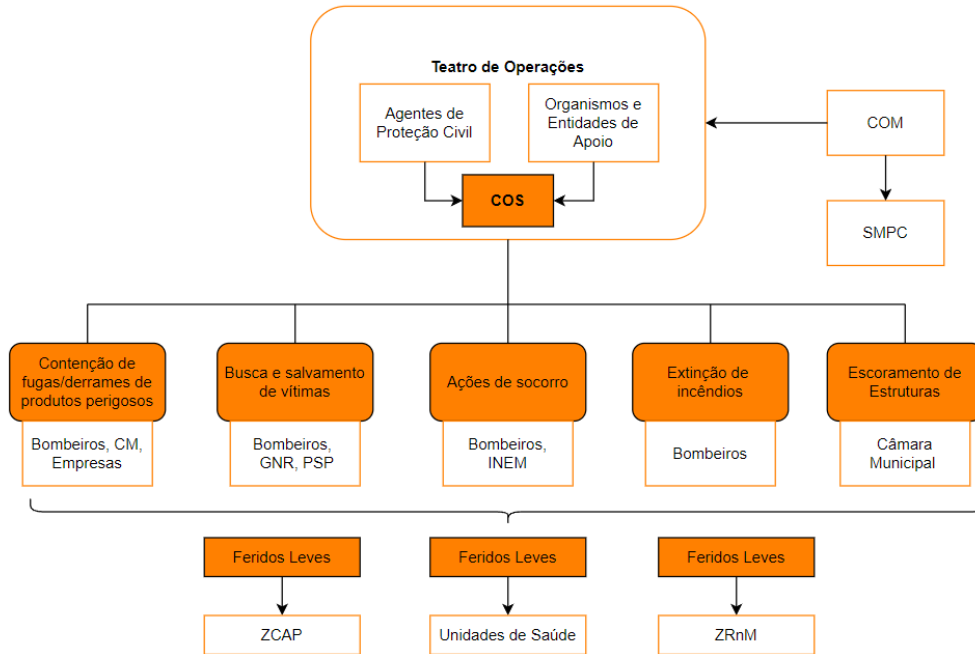 Teatro de Operações
Agentes de
Proteção Civil
Organismos e
Entidades de
Apoio
COS
COM
SMPC
Contenção de
fugas/derrames de
produtos perigosos
Bombeiros, CM,
Empresas
Busca e salvamento
de vítimas
Bombeiros,
GNR, PSP
Ações de socorro
Bombeiros,
INEM
Extinção de
incêndios
Bombeiros
Escoramento de
Estruturas
Câmara
Municipal
Feridos Leves
ZCAP
Feridos Leves
Unidades de Saúde
Feridos Leves
ZRnM